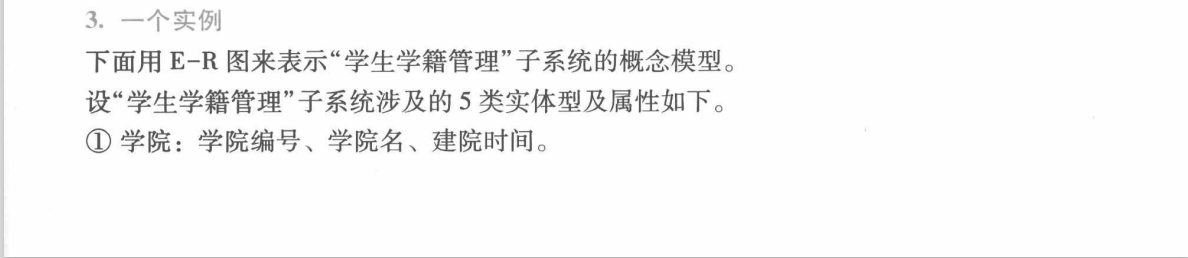 3. 一个实例
下面用 E-R 图来表示“学生学籍管理”子系统的概念模型。
设“学生学籍管理”子系统涉及的 5 类实体型及属性如下。
① 学院：学院编号、学院名、建院时间。